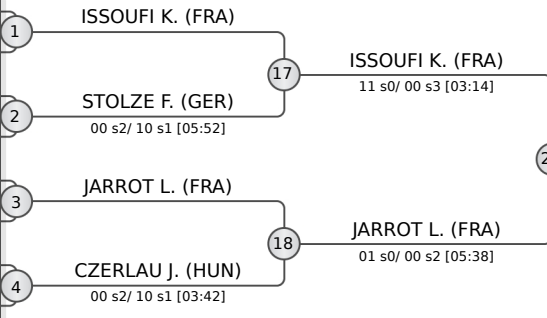 ISSOUFI K. (FRA)
1
17
ISSOUFI K. (FRA)
11 s0/ 00 s3 [03:14]
STOLZE F. (GER)
2
00 s2/ 10 s1 [05:52]
2
JARROT L. (FRA)
3
18
JARROT L. (FRA)
01 s0/ 00 s2 [05:38]
CZERLAU J. (HUN)
4
00 s2/ 10 s1 [03:42]